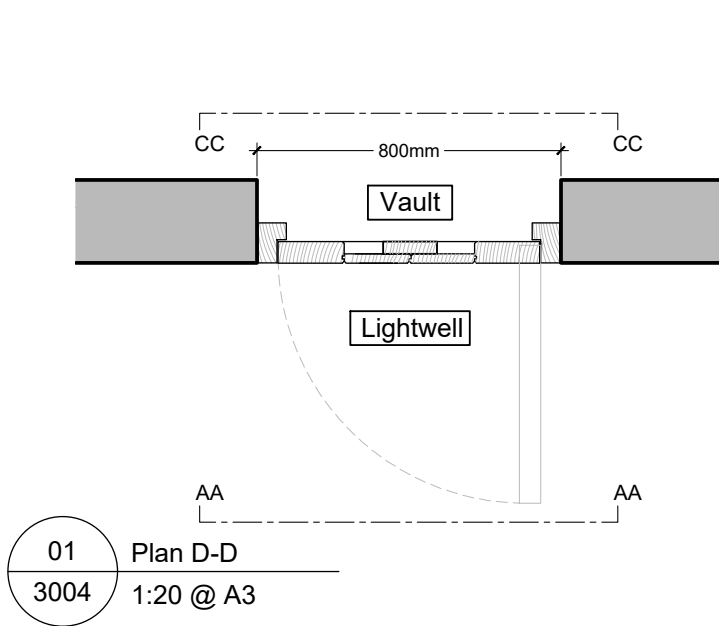 CC
CC
800mm
Vault
Lightwell
AA
AA
01
Plan D-D
3004
1:20 @ A3